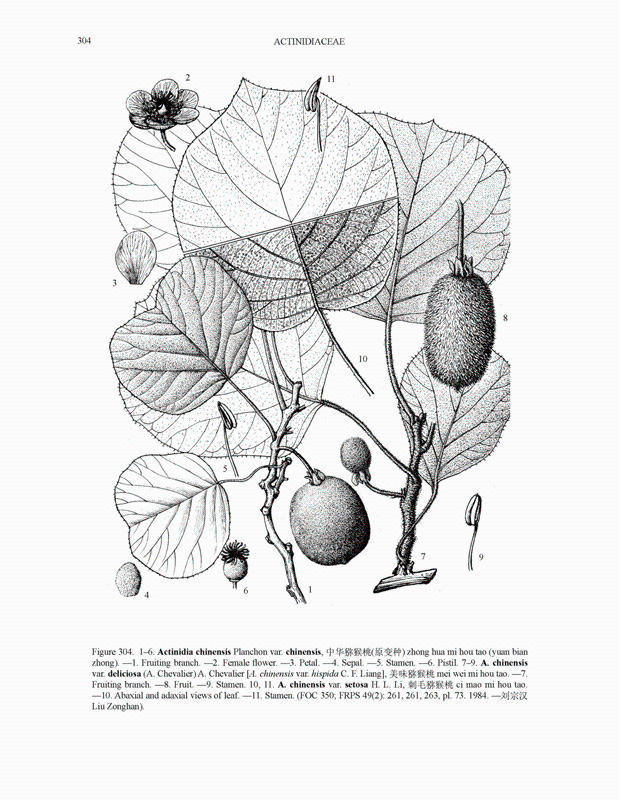 304
ACTINIDIACEAE
2
11
3
8
10
5
4
6
1
7
9
Figure 304. 1–6. Actinidia chinensis Planchon var. chinensis, 中华猕猴桃(原变种) zhong hua mi hou tao (yuan bian
zhong). —1. Fruiting branch. —2. Female flower. —3. Petal. —4. Sepal. —5. Stamen. —6. Pistil. 7–9. A. chinensis
var. deliciosa (A. Chevalier) A. Chevalier [A. chinensis var. hispida C. F. Liang], 美味猕猴桃 mei wei mi hou tao. —7.
Fruiting branch. —8. Fruit. —9. Stamen. 10, 11. A. chinensis var. setosa H. L. Li, 刺毛猕猴桃 ci mao mi hou tao.
—10. Abaxial and adaxial views of leaf. —11. Stamen. (FOC 350; FRPS 49(2): 261, 261, 263, pl. 73. 1984. —刘宗汉
Liu Zonghan).